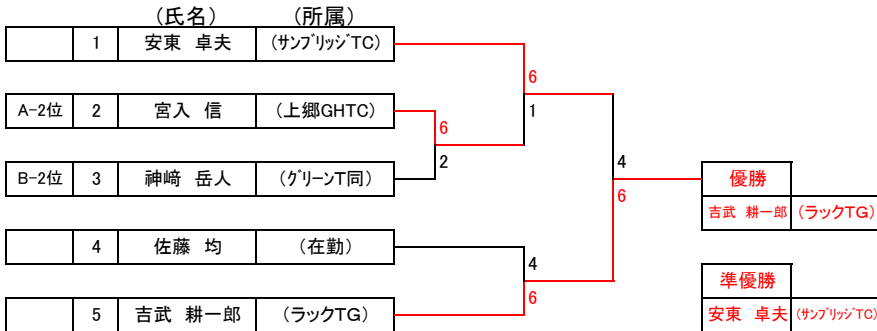 (氏名) (所属)
1 安東 卓夫 (サンブリッジTC)
6
A-2位 2 宮入 信 (上郷GHTC)
1
6
2
4
B-2位 3 神﨑 岳人 (グリーンT同)
優勝
6
吉武 耕一郎 (ラックTG)
4 佐藤 均 (在勤)
4
準優勝
6
5 吉武 耕一郎 (ラックTG)
安東 卓夫 (サンブリッジTC)